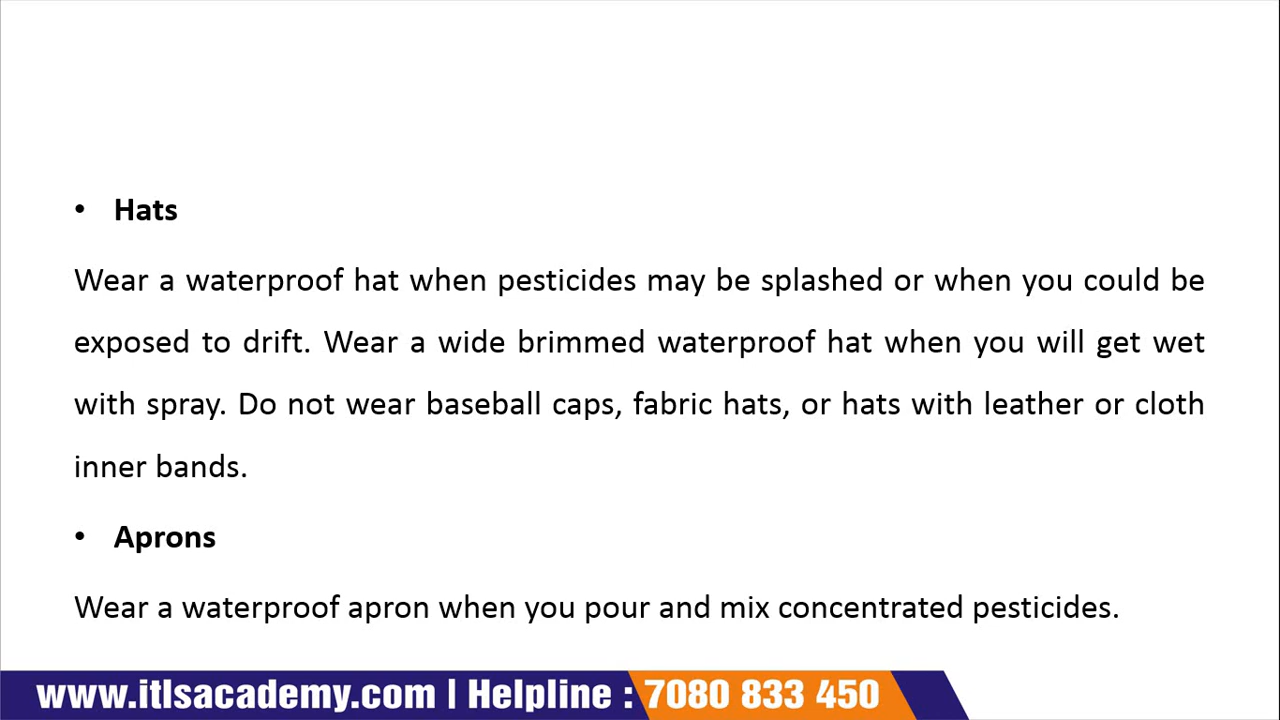 • Hats
Wear a waterproof hat when pesticides may be splashed or when you could be
exposed to drift. Wear a wide brimmed waterproof hat when you will get wet
with spray. Do not wear baseball caps, fabric hats, or hats with leather or cloth
inner bands.
• Aprons
Wear a waterproof apron when you pour and mix concentrated pesticides.
www.itlsacademy.com | Helpline : 7080 833 450